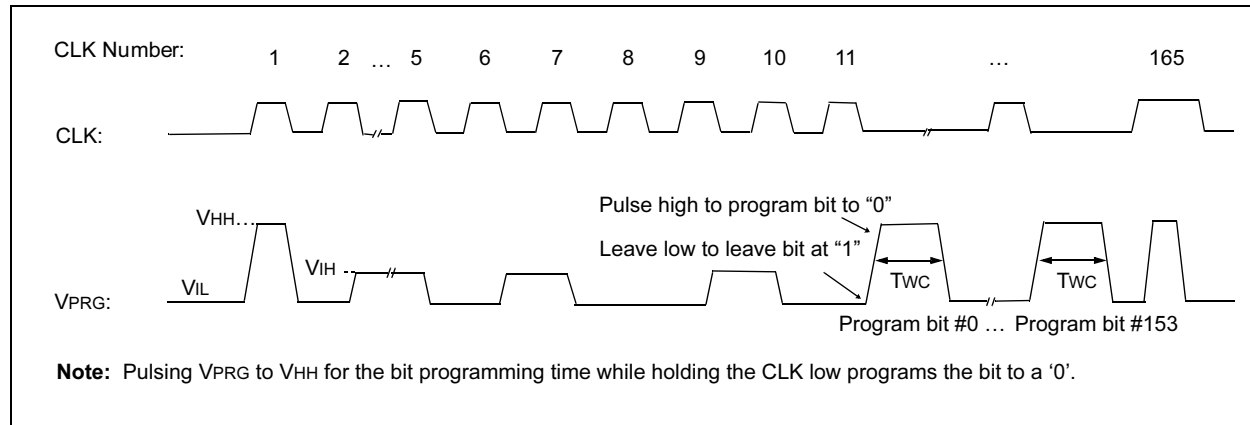 CLK Number:
1 2 … 5 6 7 8 9 10 11 … 165
CLK:
Pulse high to program bit to “0”
VHH…
Leave low to leave bit at “1”
VIH
VIL
TWC TWC
VPRG:
Program bit #0 … Program bit #153
Note: Pulsing VPRG to VHH for the bit programming time while holding the CLK low programs the bit to a ‘0’.